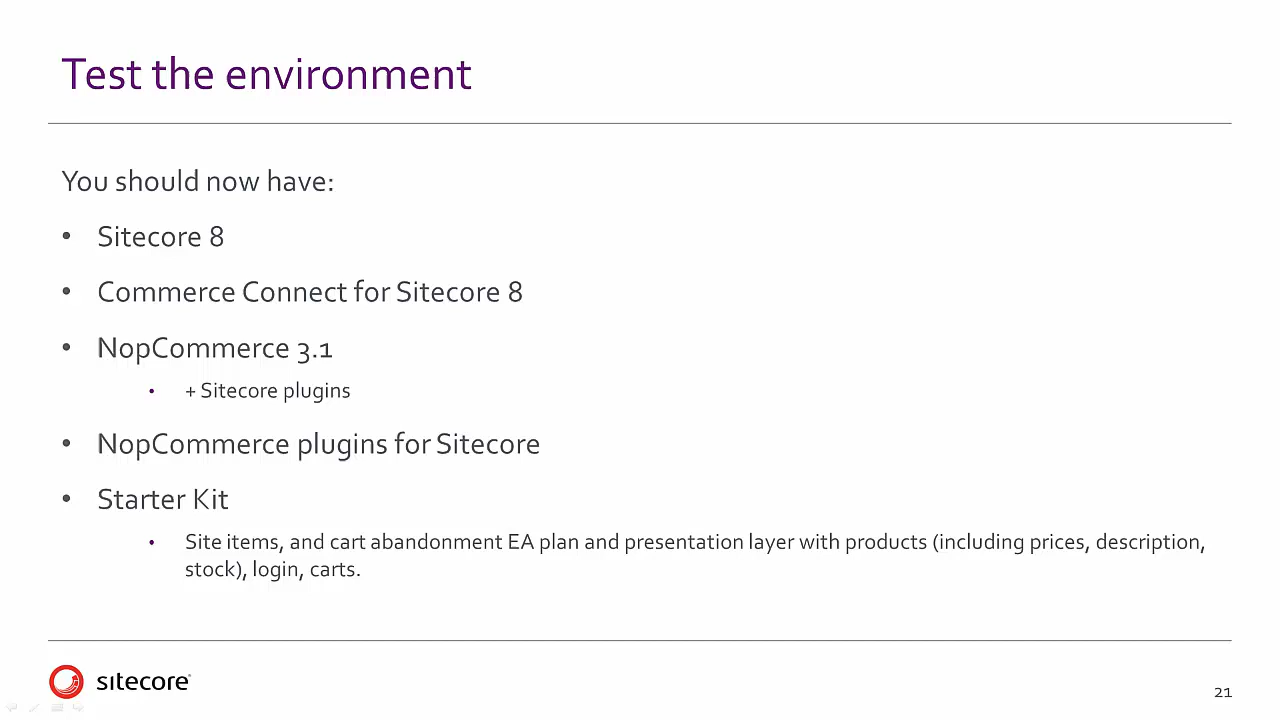 Test the environment
You should now have:
• Sitecore 8
• Commerce Connect for Sitecore 8
• NopCommerce 3.1
• + Sitecore plugins
• NopCommerce plugins for Sitecore
• Starter Kit
• Site items, and cart abandonment EA plan and presentation layer with products (including prices, description,
stock), login, carts.
sitecore
21